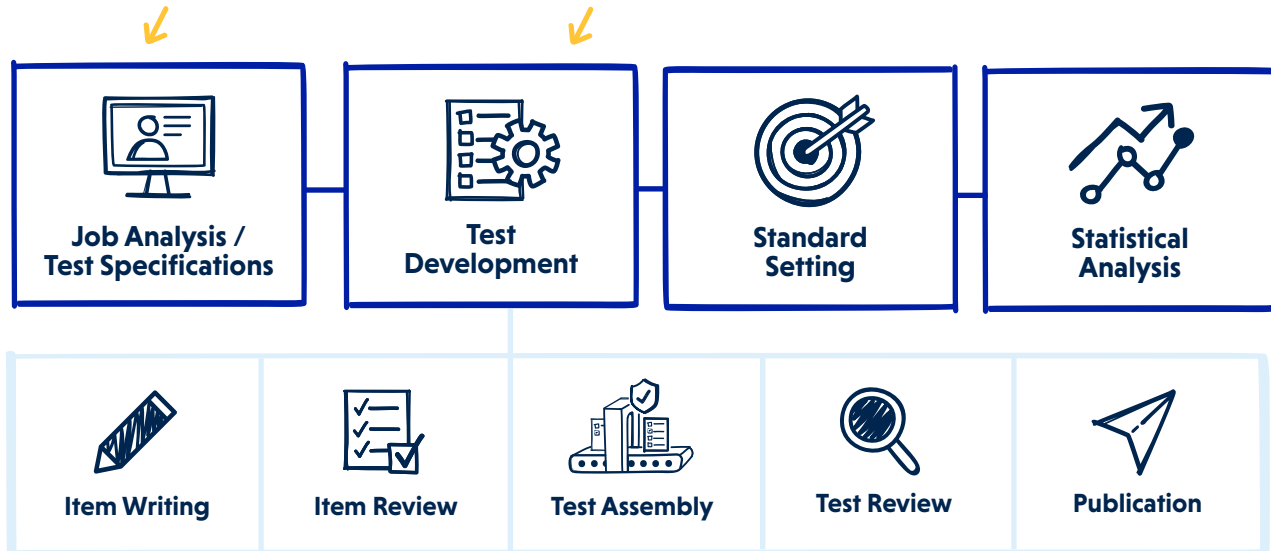 Job Analysis /
Test Specifications
Test
Development
Standard
Setting
Statistical
Analysis
Item Writing
Item Review
Test Assembly
Test Review
Publication